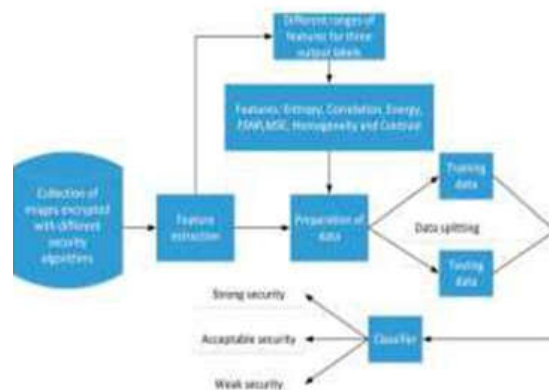 Different ranges of
features for three
output labels
Features, Entropy, Correlation, Energy,
PSNR, MSE, Homogeneity and Contrast
Collection of
images encrypted
with different
security
algorithms
Feature
extraction
Preparation of
data
Training
data
Data splitting
Testing
data
Strong security
Acceptable security
Weak security
Classifier